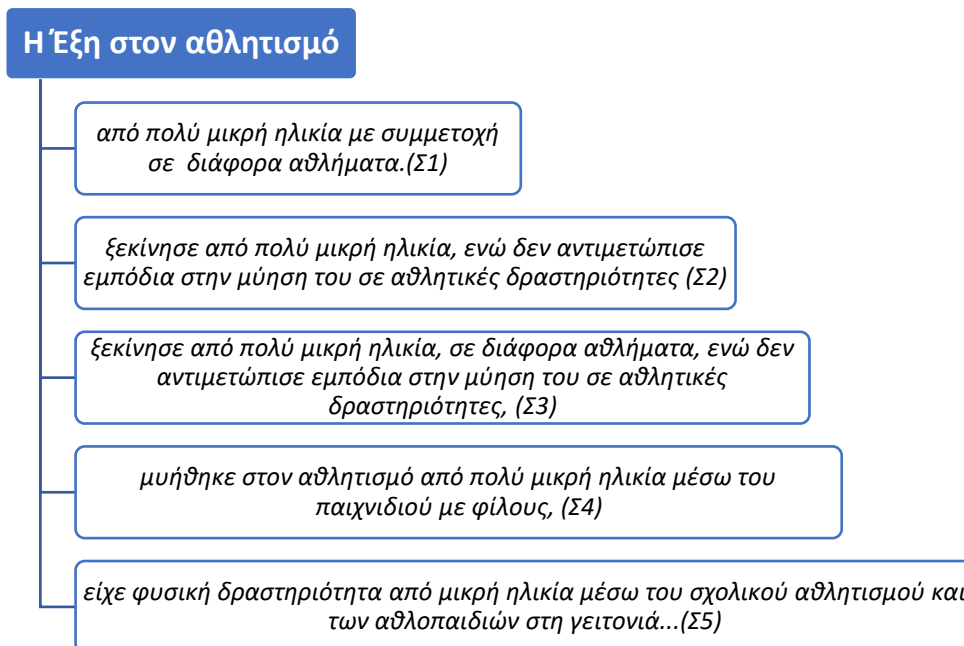 Η Έξη στον αθλητισμό
από πολύ μικρή ηλικία με συμμετοχή
σε διάφορα αθλήματα.(Σ1)
ξεκίνησε από πολύ μικρή ηλικία, ενώ δεν αντιμετώπισε
εμπόδια στην μύηση του σε αθλητικές δραστηριότητες (Σ2)
ξεκίνησε από πολύ μικρή ηλικία, σε διάφορα αθλήματα, ενώ δεν
αντιμετώπισε εμπόδια στην μύηση του σε αθλητικές
δραστηριότητες, (Σ3)
μυήθηκε στον αθλητισμό από πολύ μικρή ηλικία μέσω του
παιχνιδιού με φίλους, (Σ4)
είχε φυσική δραστηριότητα από μικρή ηλικία μέσω του σχολικού αθλητισμού και
των αθλοπαιδιών στη γειτονιά...(Σ5)